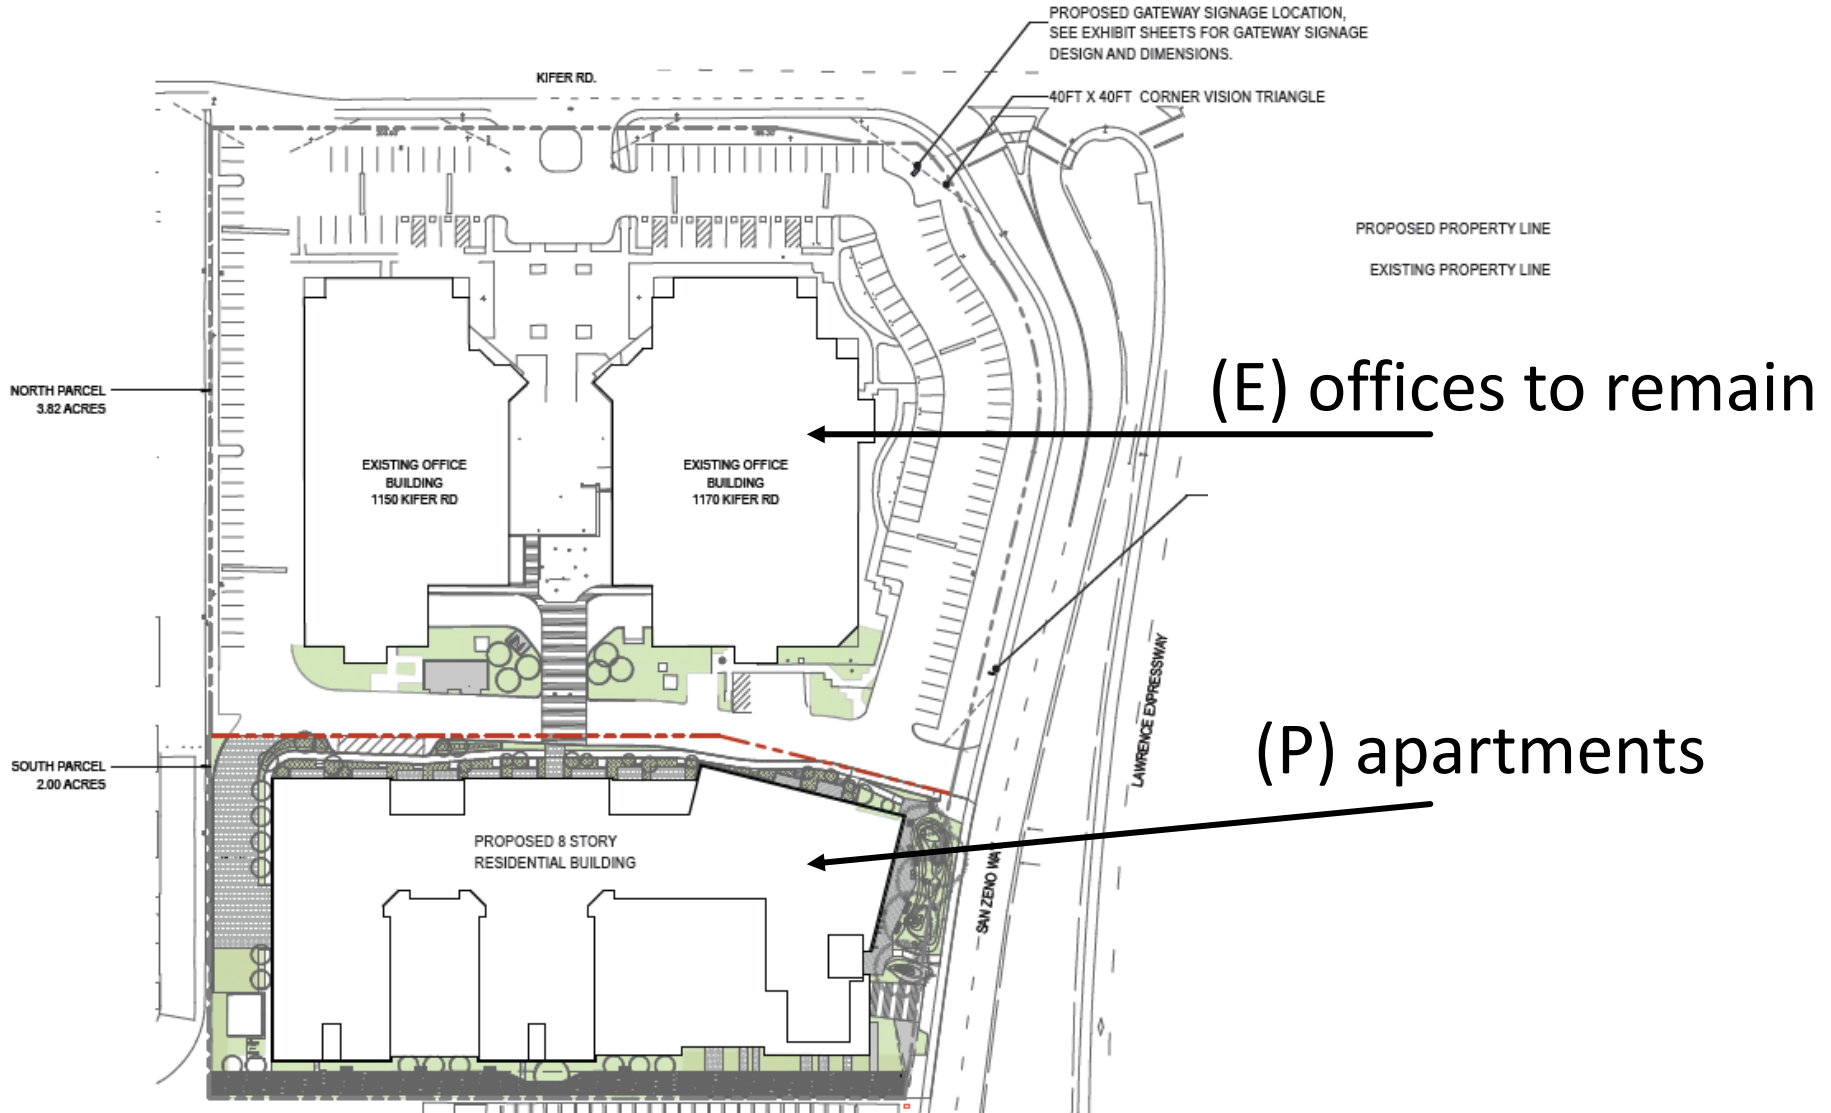 PROPOSED GATEWAY SIGNAGE LOCATION,
SEE EXHIBIT SHEETS FOR GATEWAY SIGNAGE
DESIGN AND DIMENSIONS.
KIFER RD.
40FT X 40FT CORNER VISION TRIANGLE
PROPOSED PROPERTY LINE
EXISTING PROPERTY LINE
NORTH PARCEL
3.82 ACRES
(E) offices to remain
EXISTING OFFICE
BUILDING
1150 KIFER RD
EXISTING OFFICE
BUILDING
1170 KIFER RD
LAWRENCE EXPRESSWAY
(P) apartments
SOUTH PARCEL
2.00 ACRES
PROPOSED 8 STORY
RESIDENTIAL BUILDING
SAN ZENO WAY